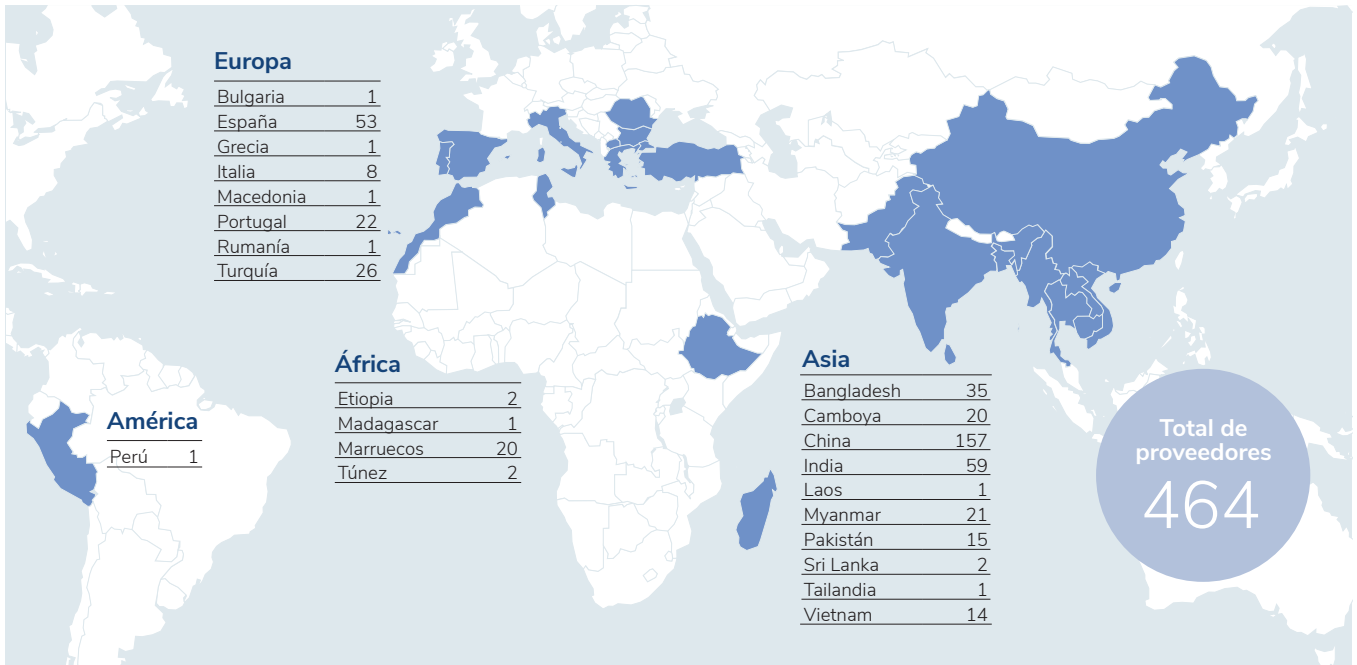 Europa
Bulgaria 1
España 53
Grecia 1
Italia 8
Macedonia 1
Portugal 22
Rumanía 1
Turquía 26
África
Etiopia 2
Madagascar 1
Marruecos 20
Túnez 2
América
Perú 1
Asia
Bangladesh 35
Camboya 20
China 157
India 59
Laos 1
Myanmar 21
Pakistán 15
Sri Lanka 2
Tailandia 1
Vietnam 14
Total de
proveedores
464